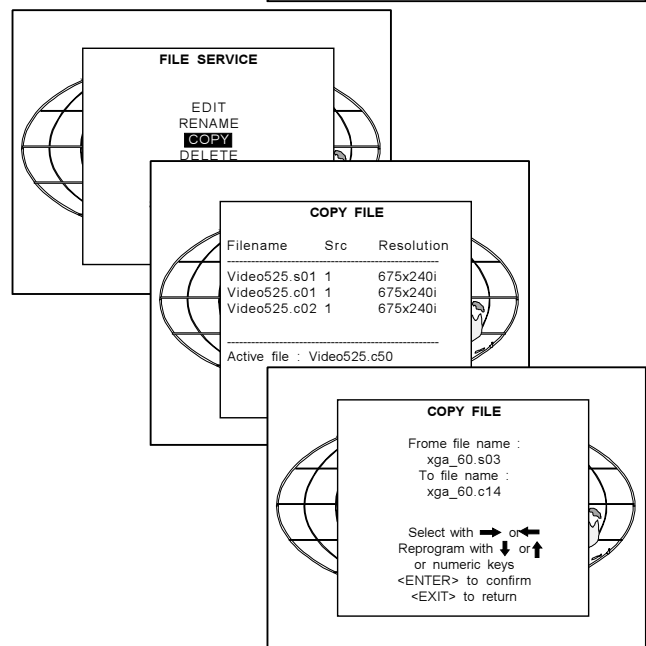 FILE SERVICE
EDIT
RENAME
COPY
DELETE
COPY FILE
Filename Src Resolution
Video525.s01 1 675x240i
Video525.c01 1 675x240i
Video525.c02 1 675x240i
Active file : Video525.c50
COPY FILE
Frome file name :
xga_60.s03
To file name :
xga_60.c14
Select with ➡ or⬅
Reprogram with ⬇ or⬆
or numeric keys
<ENTER> to confirm
<EXIT> to return